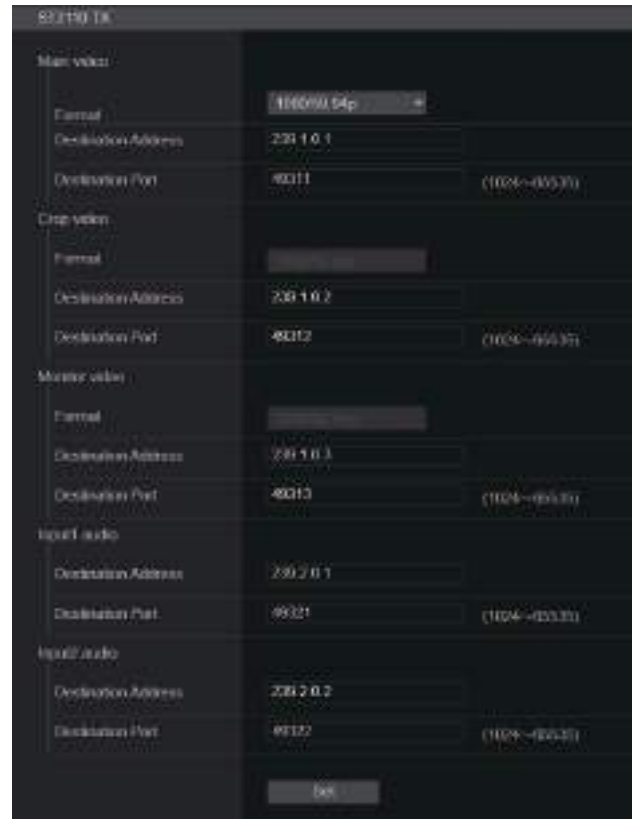 ST2110 TX
Main video
Format 1080/59.94p
Destination Address 239.1.0.1
Destination Port 49311 (1024~65535)
Crop video
Format
Destination Address 239.1.0.2
Destination Port 49312 (1024~65535)
Monitor video
Format
Destination Address 239.1.0.3
Destination Port 49313 (1024~65535)
Input1 audio
Destination Address 239.2.0.1
Destination Port 49321 (1024~65535)
Input2 audio
Destination Address 239.2.0.2
Destination Port 49322 (1024~65535)
Set